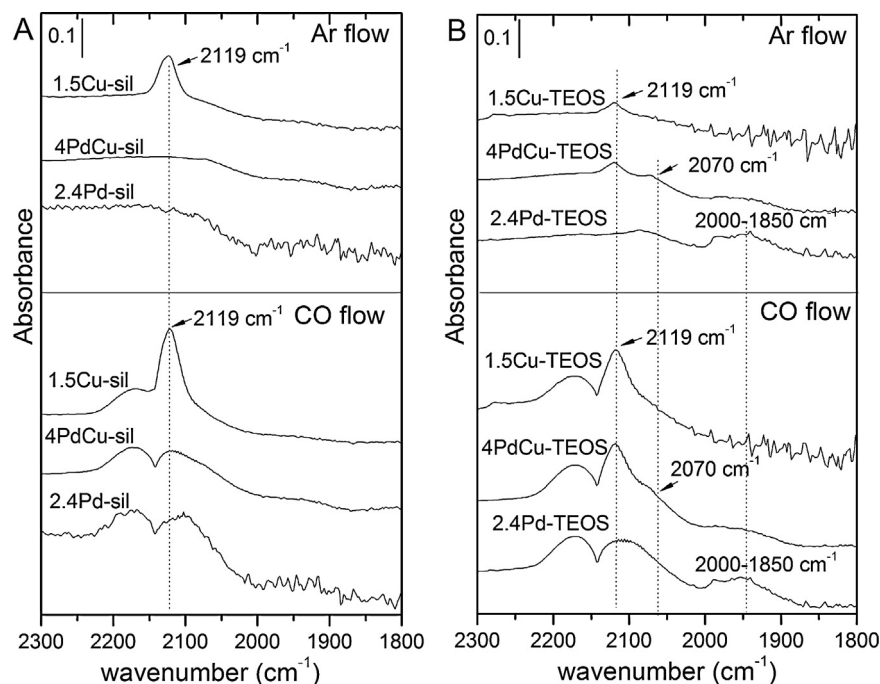 A
0.1
Ar flow
2119 cm⁻¹
1.5Cu-sil
4PdCu-sil
2.4Pd-sil
CO flow
2119 cm⁻¹
1.5Cu-sil
4PdCu-sil
2.4Pd-sil
Absorbance
2300 2200 2100 2000 1900 1800
wavenumber (cm⁻¹)
B
0.1
Ar flow
1.5Cu-TEOS
2119 cm⁻¹
4PdCu-TEOS
2070 cm⁻¹
2.4Pd-TEOS
2000-1850 cm⁻¹
CO flow
2119 cm⁻¹
1.5Cu-TEOS
4PdCu-TEOS
2070 cm⁻¹
2.4Pd-TEOS
2000-1850 cm⁻¹
Absorbance
2300 2200 2100 2000 1900 1800
wavenumber (cm⁻¹)